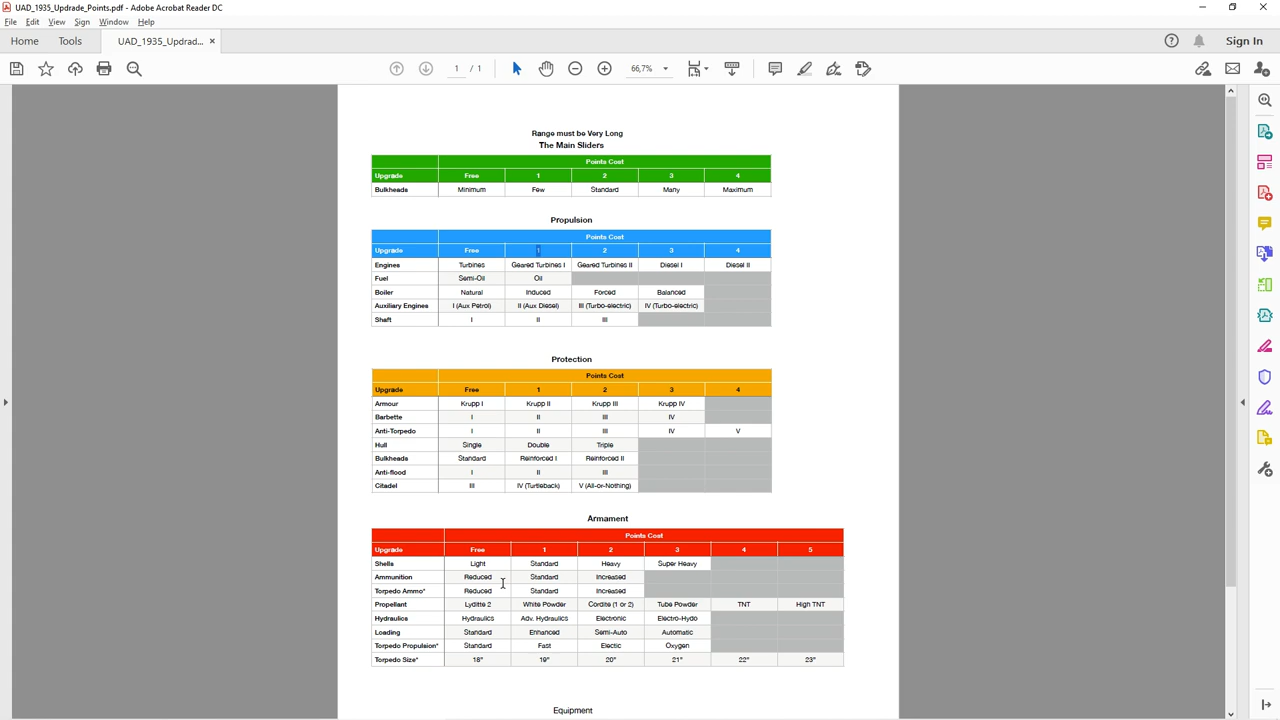 UAD_1935_Updrade_Points.pdf - Adobe Acrobat Reader DC
File Edit View Window Help
Home Tools UAD_1935_Updrad... × Sign In
1 / 1 66,7%
Range must be Very Long
The Main Sliders
Points Cost
Upgrade Free 1 2 3 4
Bulkheads Minimum Few Standard Many Maximum
Propulsion
Points Cost
Upgrade Free 1 2 3 4
Engines Turbines Geared Turbines I Geared Turbines II Diesel I Diesel II
Fuel Semi-Oil Oil
Boiler Natural Induced Forced Balanced
Auxiliary Engines I (Aux Petrol) II (Aux Diesel) III (Turbo-electric) IV (Turbo-electric)
Shaft I II III
Protection
Points Cost
Upgrade Free 1 2 3 4
Armour Krupp I Krupp II Krupp III Krupp IV
Barbette I II III IV
Anti-Torpedo I II III IV V
Hull Single Double Triple
Bulkheads Standard Reinforced I Reinforced II
Anti-flood I II III
Citadel III IV (Turtleback) V (All-or-Nothing)
Armament
Points Cost
Upgrade Free 1 2 3 4 5
Shells Light Standard Heavy Super Heavy
Ammunition Reduced Standard Increased
Torpedo Ammo* Reduced Standard Increased
Propellant Lyditte 2 White Powder Cordite (1 or 2) Tube Powder TNT High TNT
Hydraulics Hydraulics Adv. Hydraulics Electronic Electro-Hydo
Loading Standard Enhanced Semi-Auto Automatic
Torpedo Propulsion* Standard Fast Electic Oxygen
Torpedo Size* 18" 19" 20" 21" 22" 23"
Equipment